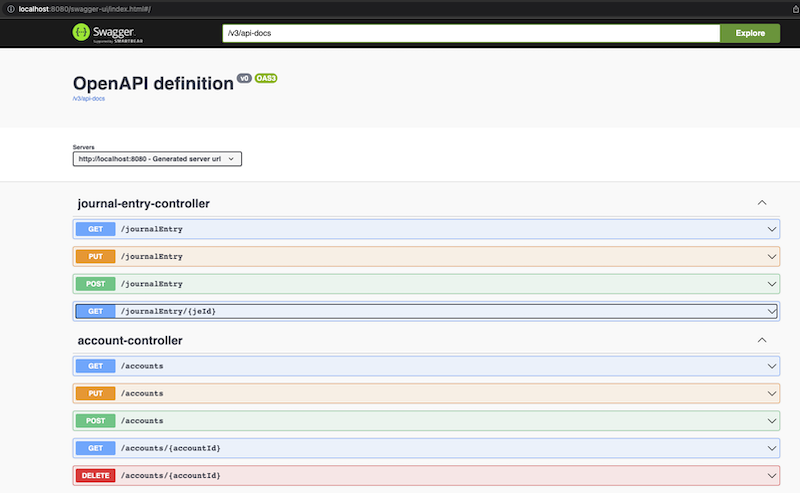 localhost:8080/swagger-ui/index.html#/
Swagger
Supported by SMARTBEAR
/v3/api-docs
Explore
OpenAPI definition v0 OAS3
/v3/api-docs
Servers
http://localhost:8080 - Generated server url
journal-entry-controller
GET /journalEntry
PUT /journalEntry
POST /journalEntry
GET /journalEntry/{jeId}
account-controller
GET /accounts
PUT /accounts
POST /accounts
GET /accounts/{accountId}
DELETE /accounts/{accountId}